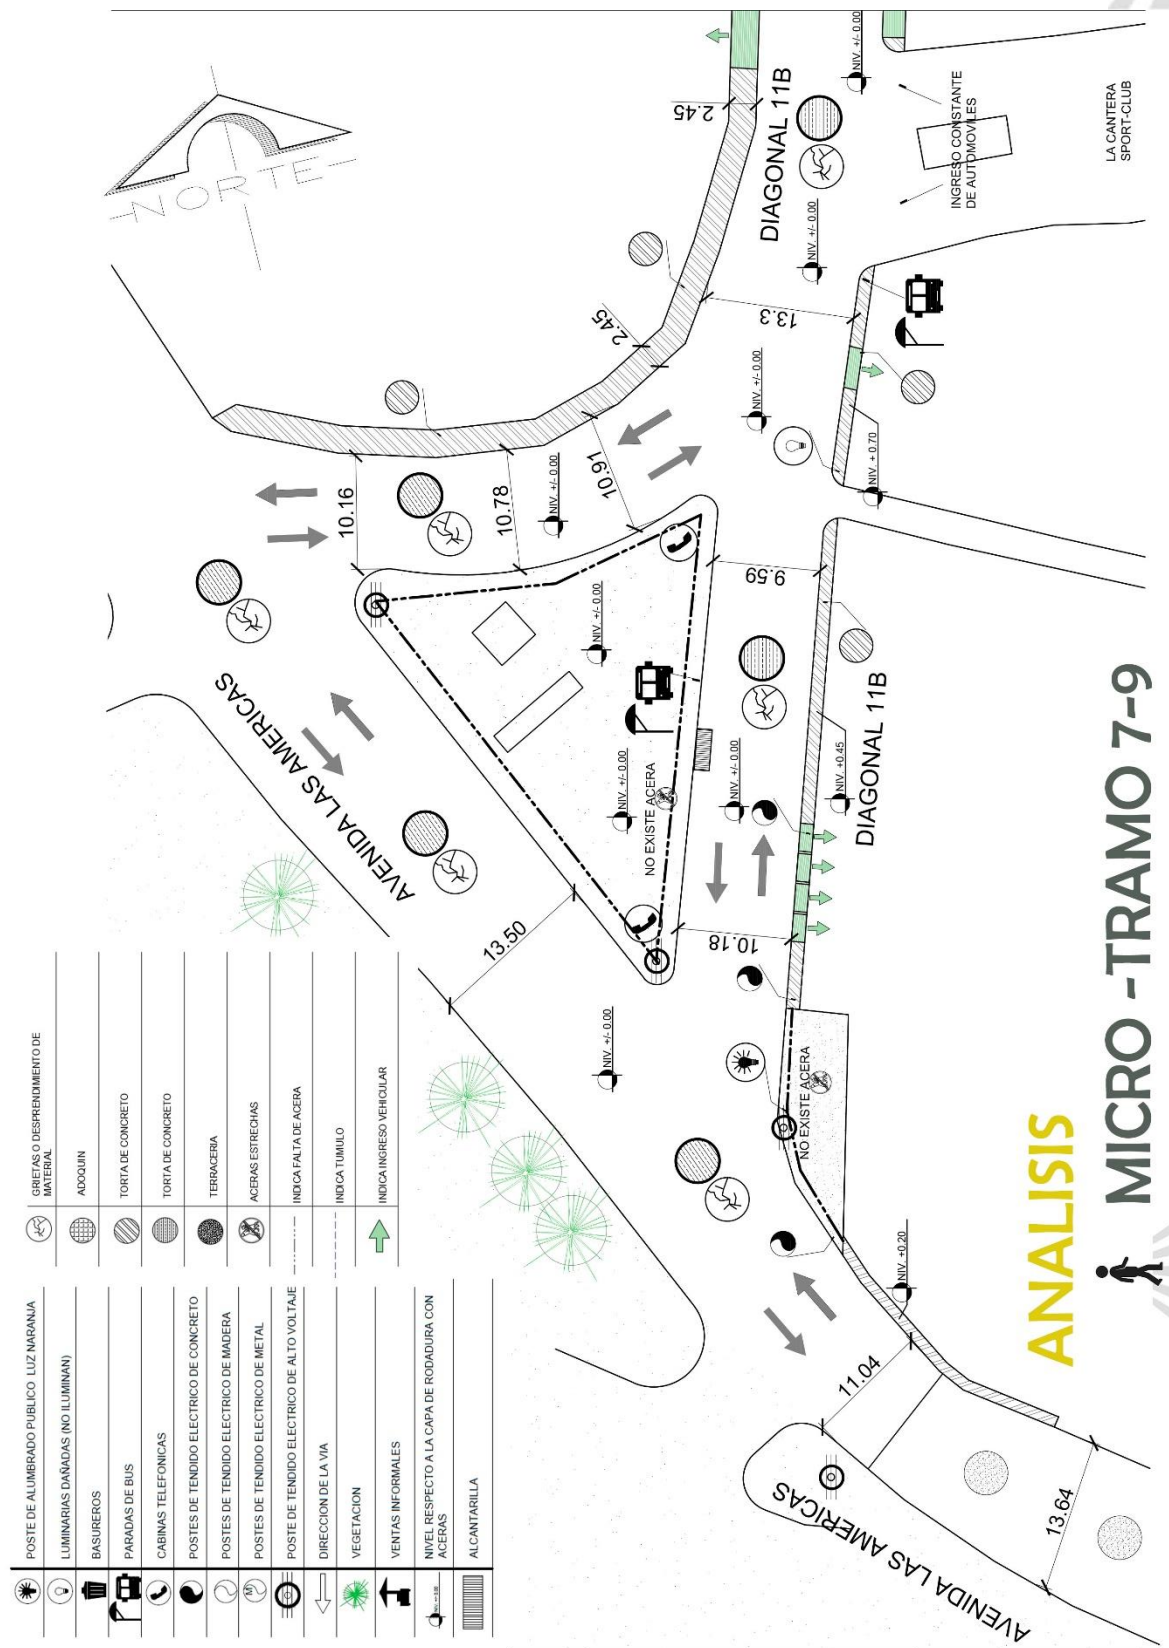 POSTE DE ALUMBRADO PUBLICO LUZ NARANJA
LUMINARIAS DAÑADAS (NO ILUMINAN)
BASUREROS
PARADAS DE BUS
CABINAS TELEFONICAS
POSTES DE TENDIDO ELECTRICO DE CONCRETO
POSTES DE TENDIDO ELECTRICO DE MADERA
M
POSTES DE TENDIDO ELECTRICO DE METAL
POSTE DE TENDIDO ELECTRICO DE ALTO VOLTAJE
DIRECCION DE LA VIA
VEGETACION
VENTAS INFORMALES
NIVEL RESPECTO A LA CAPA DE RODADURA CON
ACERAS
ALCANTARILLA
GRIETAS O DESPRENDIMIENTO DE
MATERIAL
ADOQUIN
TORTA DE CONCRETO
TORTA DE CONCRETO
TERRACERIA
ACERAS ESTRECHAS
INDICA FALTA DE ACERA
INDICA TUMULO
INDICA INGRESO VEHICULAR
NORTE
AVENIDA LAS AMERICAS
AVENIDA LAS AMERICAS
13.64
11.04
NIV. +0.20
NO EXISTE ACERA
NIV. +/- 0.00
13.50
10.18
NO EXISTE ACERA
NIV. +/- 0.00
NIV. +/- 0.00
NIV. +0.45
DIAGONAL 11B
NIV. +/- 0.00
9.59
10.16
10.78
10.91
NIV. +/- 0.00
NIV. +/- 0.00
NIV. + 0.70
2.45
13.3
NIV. +/- 0.00
DIAGONAL 11B
2.45
NIV. +/- 0.00
INGRESO CONSTANTE
DE AUTOMOVILES
LA CANTERA
SPORT-CLUB
ANALISIS
MICRO -TRAMO 7-9